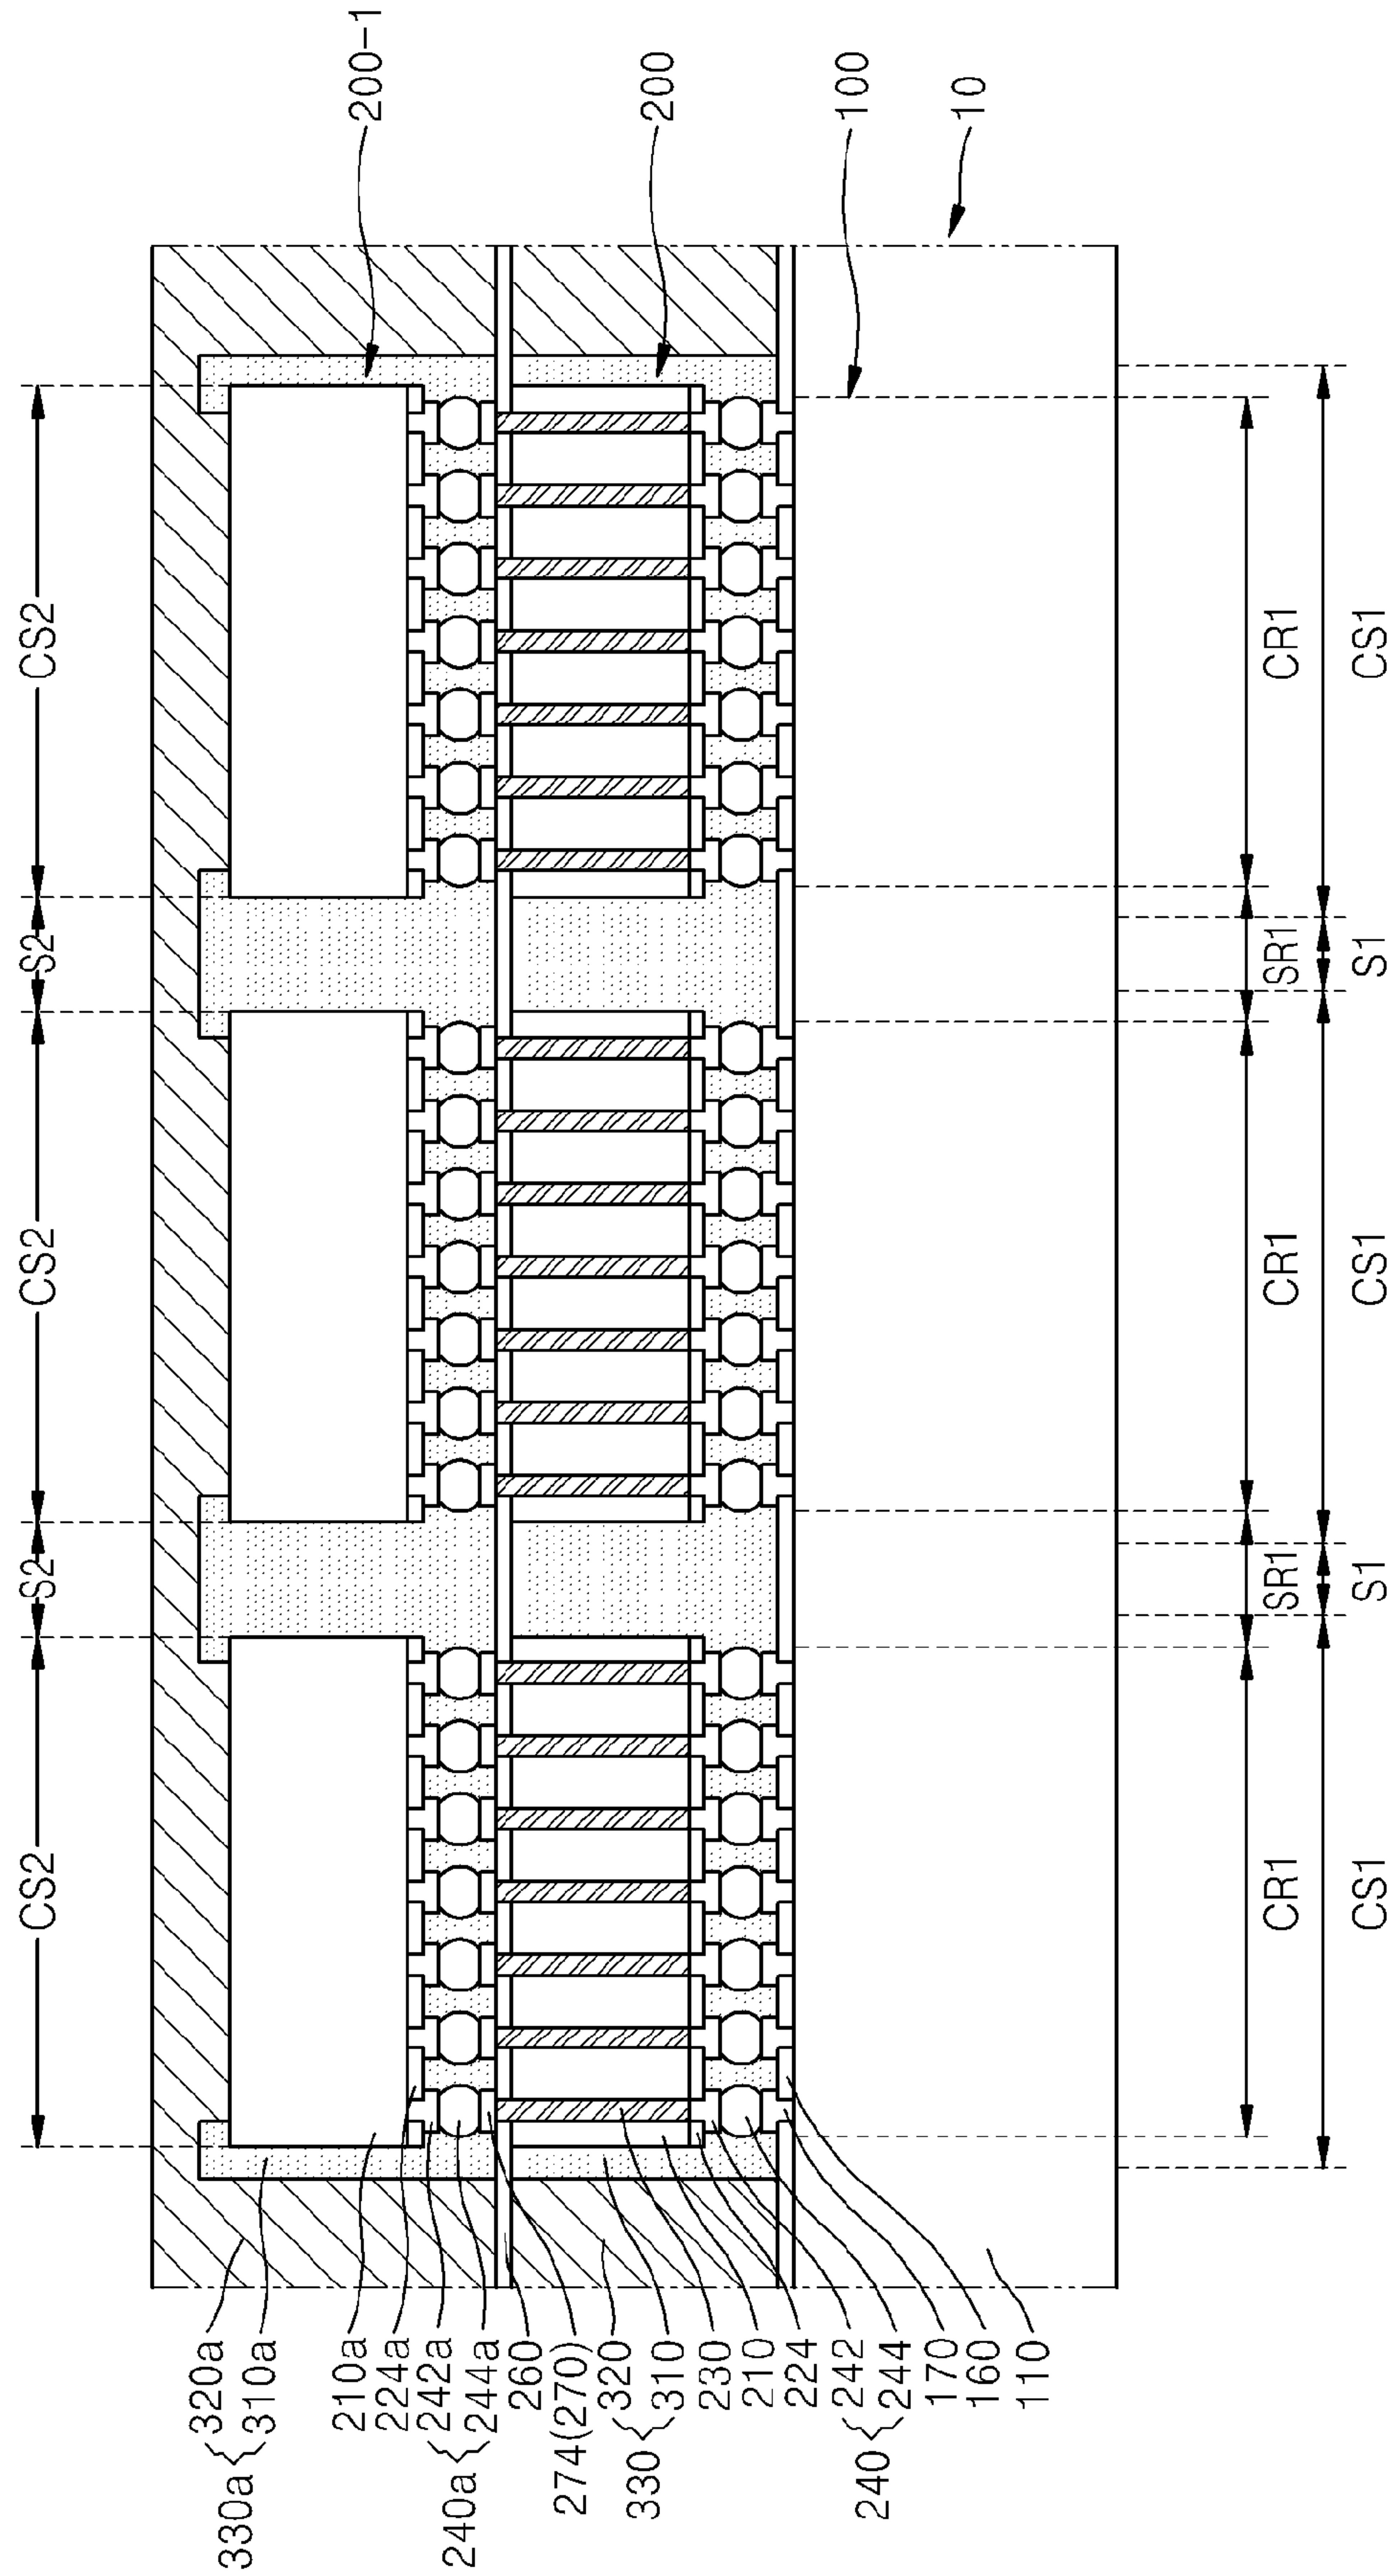 CS2
S2
CS2
S2
CS2
200-1
200
100
10
330a
320a
310a
210a
224a
240a
242a
244a
260
274(270)
330
320
310
230
210
224
240
242
244
170
160
110
CR1
SR1
CR1
SR1
CR1
CS1
S1
CS1
S1
CS1